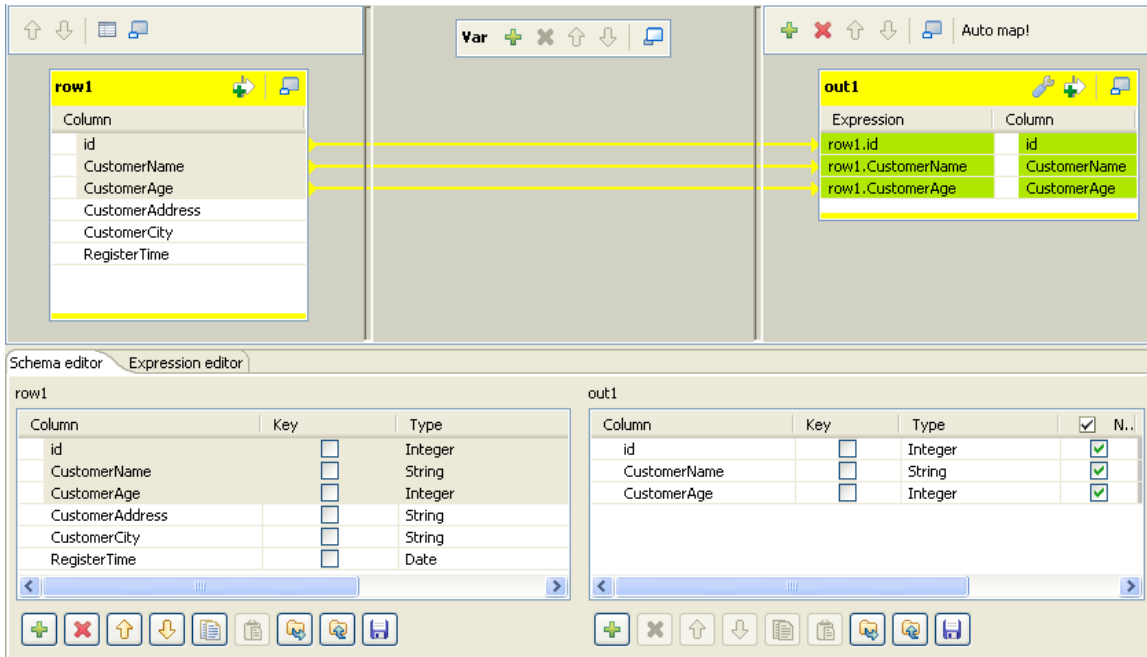 Var
Auto map!
row1
Column
id
CustomerName
CustomerAge
CustomerAddress
CustomerCity
RegisterTime
out1
Expression Column
row1.id id
row1.CustomerName CustomerName
row1.CustomerAge CustomerAge
Schema editor Expression editor
row1
Column Key Type
id Integer
CustomerName String
CustomerAge Integer
CustomerAddress String
CustomerCity String
RegisterTime Date
out1
Column Key Type N..
id Integer
CustomerName String
CustomerAge Integer